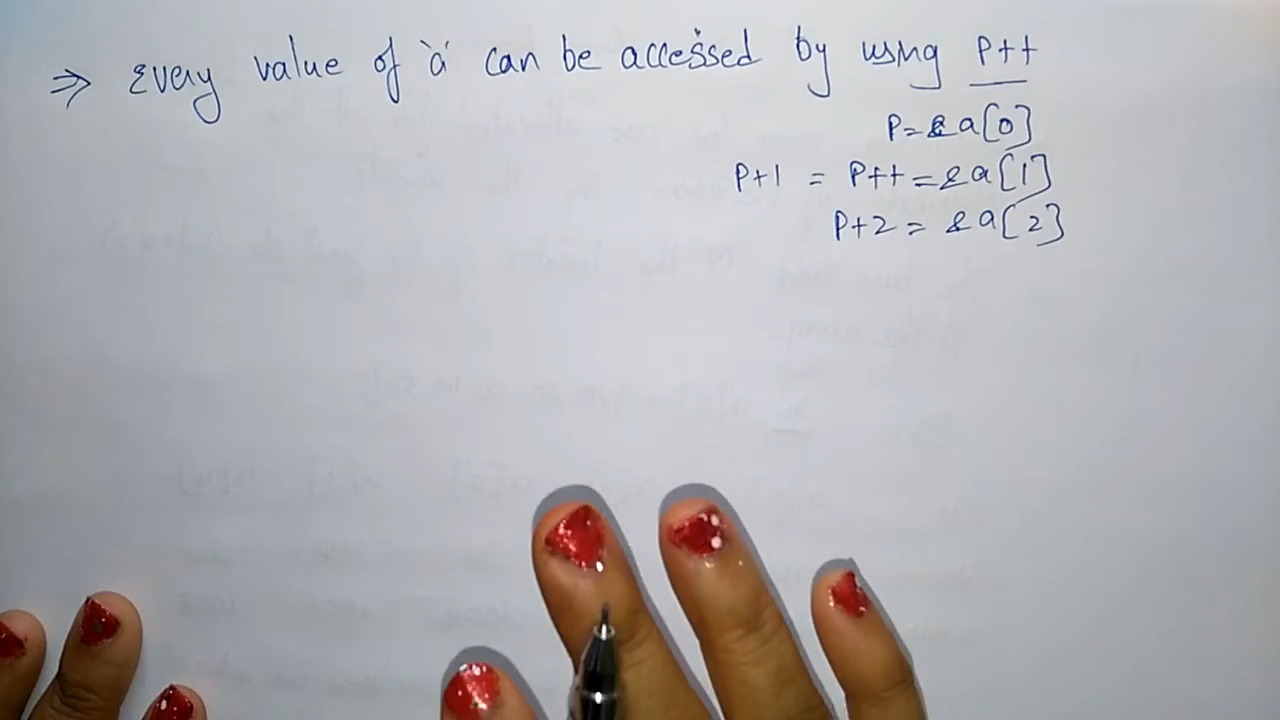 ⇒ Every value of 'a' can be accessed by using P++
P=&a[0]
P+1 = P++=&a[1]
P+2 = &a[2]